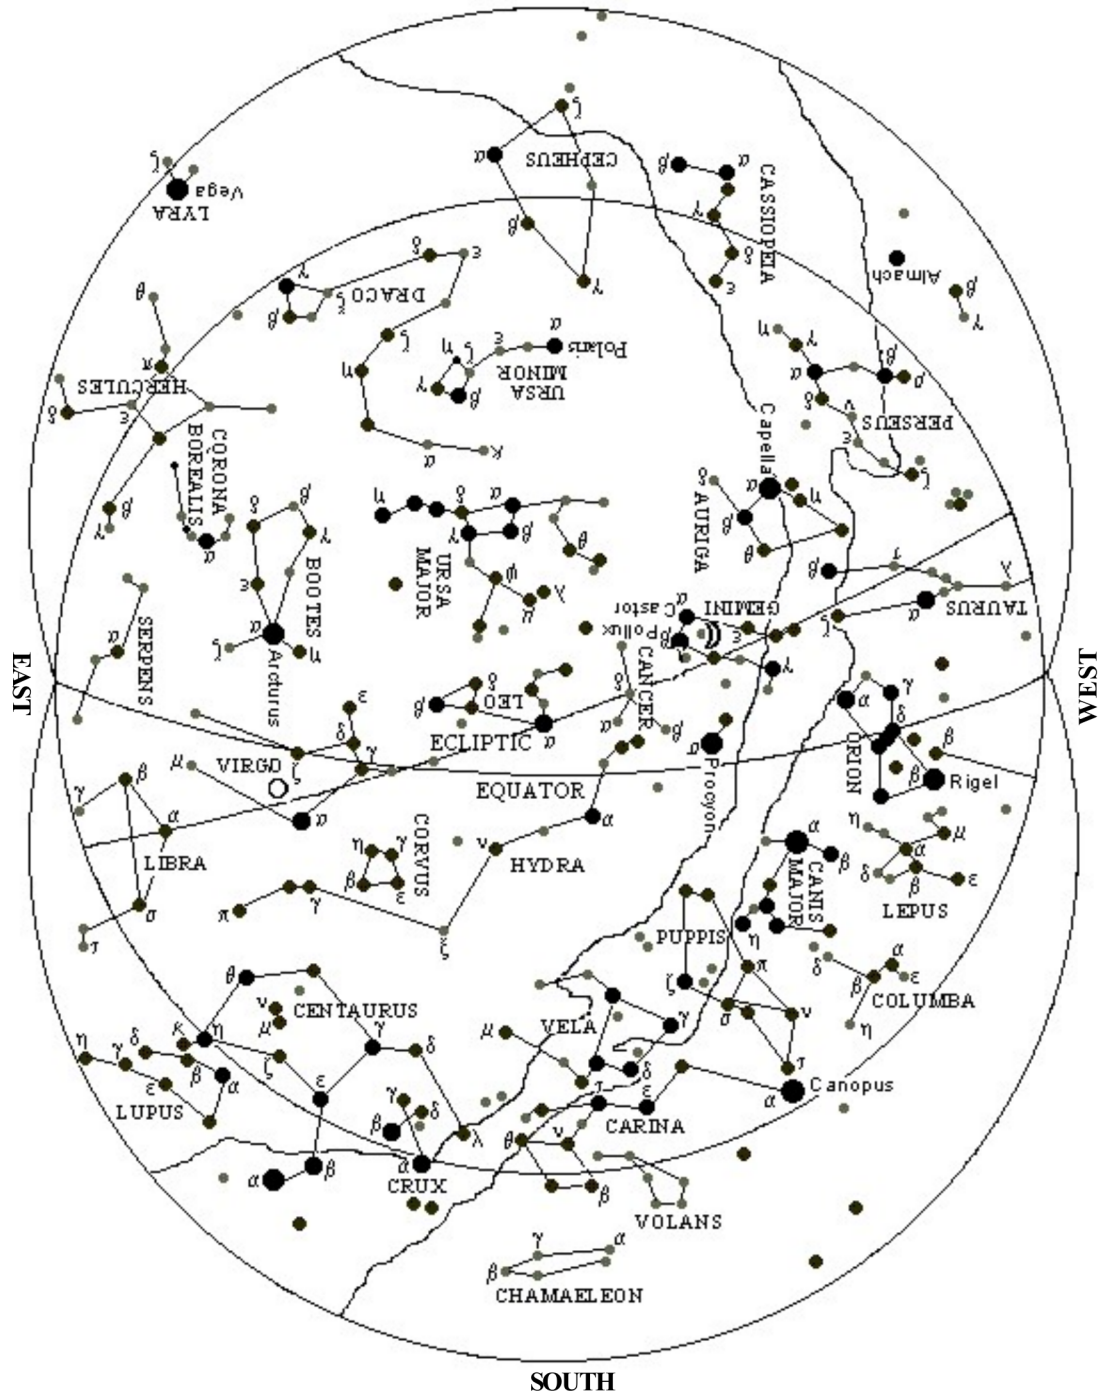 ζ
α
CEPHEUS
β
γ
β
α
CASSIOPEIA
γ
δ
ε
ζ
Vega
LYRA
Almach
β
γ
γ
δ
ε
β
ξ
DRACO
ζ
η
α
κ
θ
π
HERCULES
ε
δ
β
γ
α
Polaris
ε
ζ
η
URSA
MINOR
γ
β
η
γ
α
β
ρ
δ
ν
PERSEUS
ε
ζ
CORONA
BOREALIS
α
δ
β
γ
BOOTES
ε
α
ζ
η
Arcturus
η
δ
α
γ
β
URSA
MAJOR
θ
ψ
μ
λ
Capella
δ
α
η
β
AURIGA
θ
β
τ
λ
TAURUS
α
ζ
α
Castor
GEMINI
Pollux
β
ε
γ
SERPENS
α
EAST
WEST
δ
LEO
β
α
CANCER
δ
α
β
ECLIPTIC
α
Procyon
α
γ
δ
ORION
β
Rigel
β
ε
δ
γ
VIRGO
ζ
μ
α
EQUATOR
β
γ
α
LIBRA
σ
τ
CORVUS
η
γ
β
ε
ν
HYDRA
α
π
γ
ξ
α
CANIS
MAJOR
β
η
η
μ
α
δ
β
ε
LEPUS
PUPPIS
ζ
π
σ
ν
τ
δ
α
β
ε
COLUMBA
η
θ
ν
μ
CENTAURUS
κ
η
γ
δ
ζ
ε
λ
β
α
η
γ
δ
β
α
ε
LUPUS
μ
VELA
γ
δ
τ
ε
CARINA
α
Canopus
γ
δ
β
α
CRUX
θ
ν
β
VOLANS
γ
α
β
CHAMAELEON
SOUTH